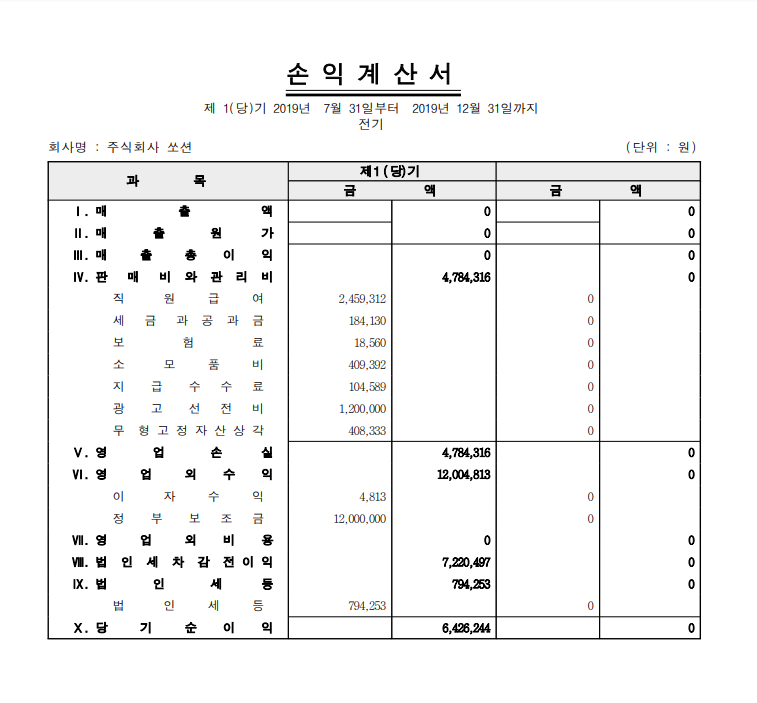 손 익 계 산 서
제 1(당)기 2019년 7월 31일부터 2019년 12월 31일까지
전기
회사명 : 주식회사 쏘션 (단위 : 원)
과 목 제1(당)기
금 액 금 액
Ⅰ. 매 출 액 0 0
Ⅱ. 매 출 원 가 0 0
Ⅲ. 매 출 총 이 익 0 0
Ⅳ. 판 매 비 와 관 리 비 4,784,316 0
직 원 급 여 2,459,312 0
세 금 과 공 과 금 184,130 0
보 험 료 18,560 0
소 모 품 비 409,392 0
지 급 수 수 료 104,589 0
광 고 선 전 비 1,200,000 0
무 형 고 정 자 산 상 각 408,333 0
Ⅴ. 영 업 손 실 4,784,316 0
Ⅵ. 영 업 외 수 익 12,004,813 0
이 자 수 익 4,813 0
정 부 보 조 금 12,000,000 0
Ⅶ. 영 업 외 비 용 0 0
Ⅷ. 법 인 세 차 감 전 이 익 7,220,497 0
Ⅸ. 법 인 세 등 794,253 0
법 인 세 등 794,253 0
Ⅹ. 당 기 순 이 익 6,426,244 0